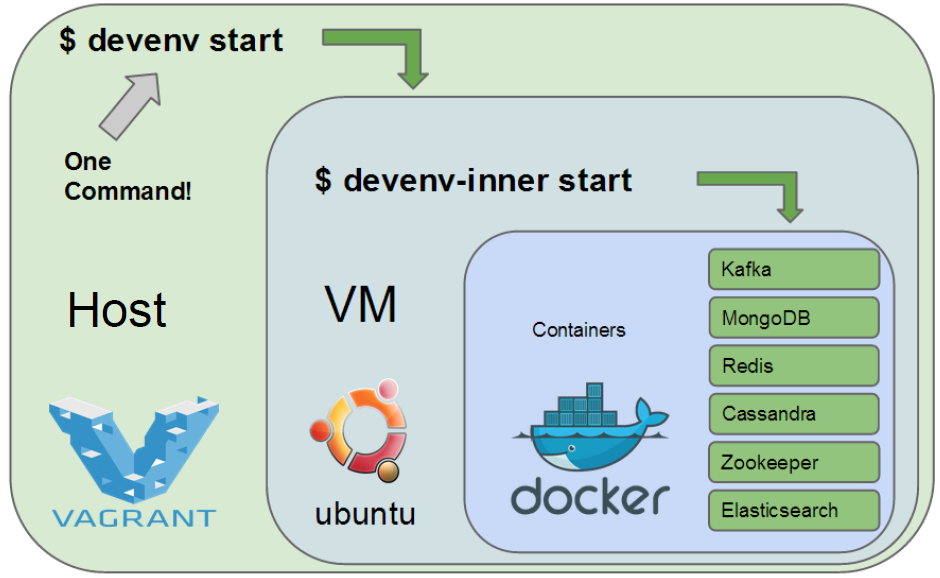 $ devenv start
One
Command!
$ devenv-inner start
Host
VM
Containers
Kafka
MongoDB
Redis
Cassandra
Zookeeper
Elasticsearch
VAGRANT
ubuntu
docker